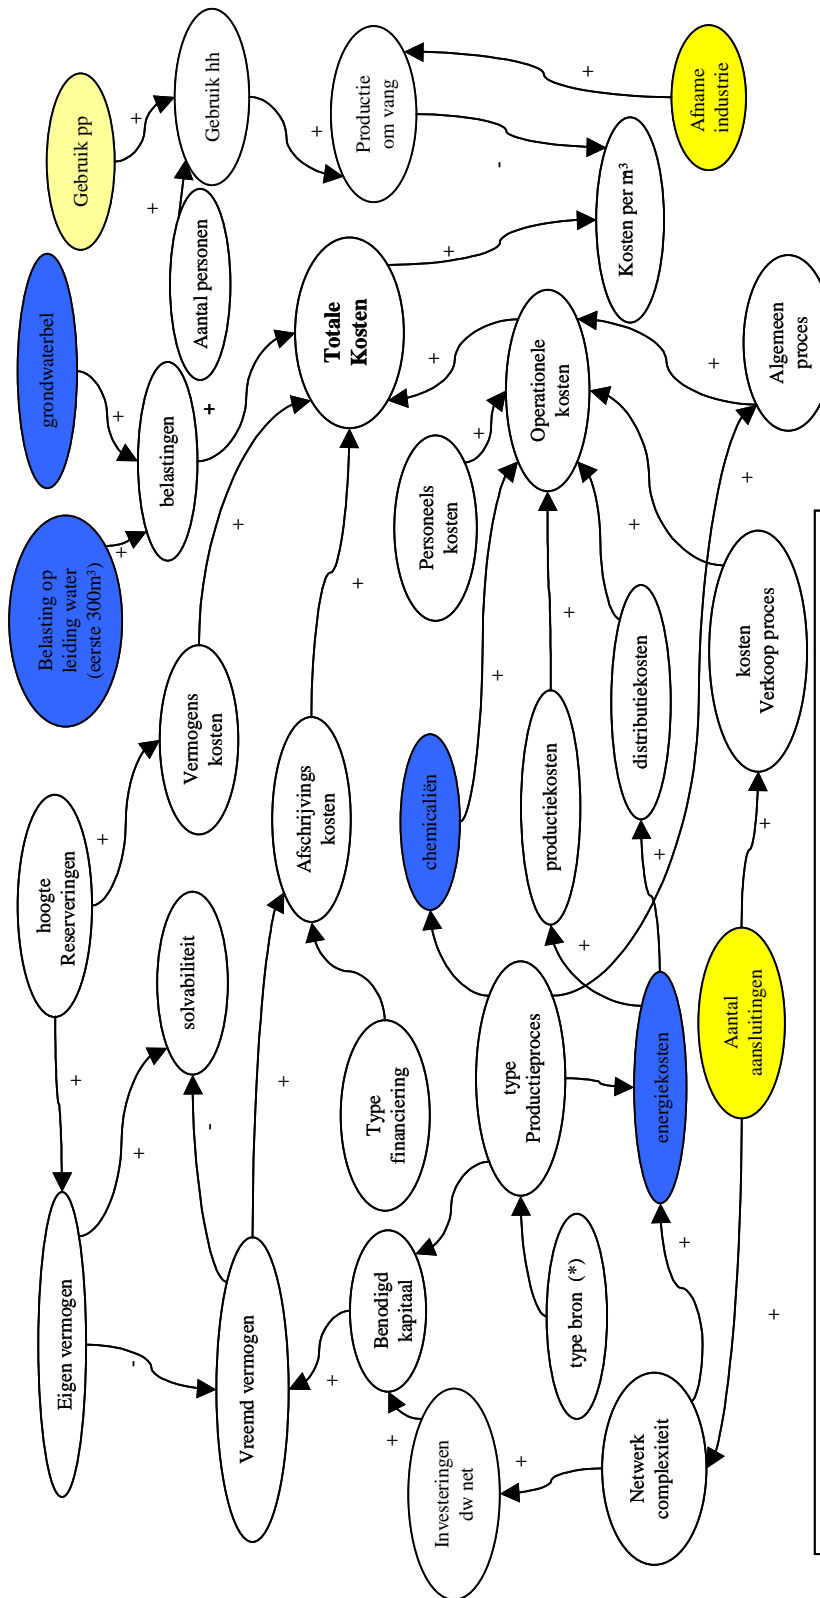 Eigen vermogen
+
hoogte
Reserveringen
Belasting op
leiding water
(eerste 300m³)
grondwaterbel
Gebruik pp
-
+
+
+
+
+
solvabiliteit
belastingen
+
Aantal personen
Gebruik hh
-
Vermogens
kosten
+
+
Vreemd vermogen
+
Afschrijvings
kosten
+
Totale
Kosten
+
+
Type
financiering
+
Productie
om vang
+
Benodigd
kapitaal
chemicaliën
Personeels
kosten
+
+
+
-
Investeringen
dw net
+
+
type
Productieproces
Operationele
kosten
type bron (*)
productiekosten
+
+
+
Kosten per m³
Netwerk
complexiteit
energiekosten
+
+
distributiekosten
+
+
Afname
industrie
Aantal
aansluitingen
+
kosten
Verkoop proces
+
+
Algemeen
proces